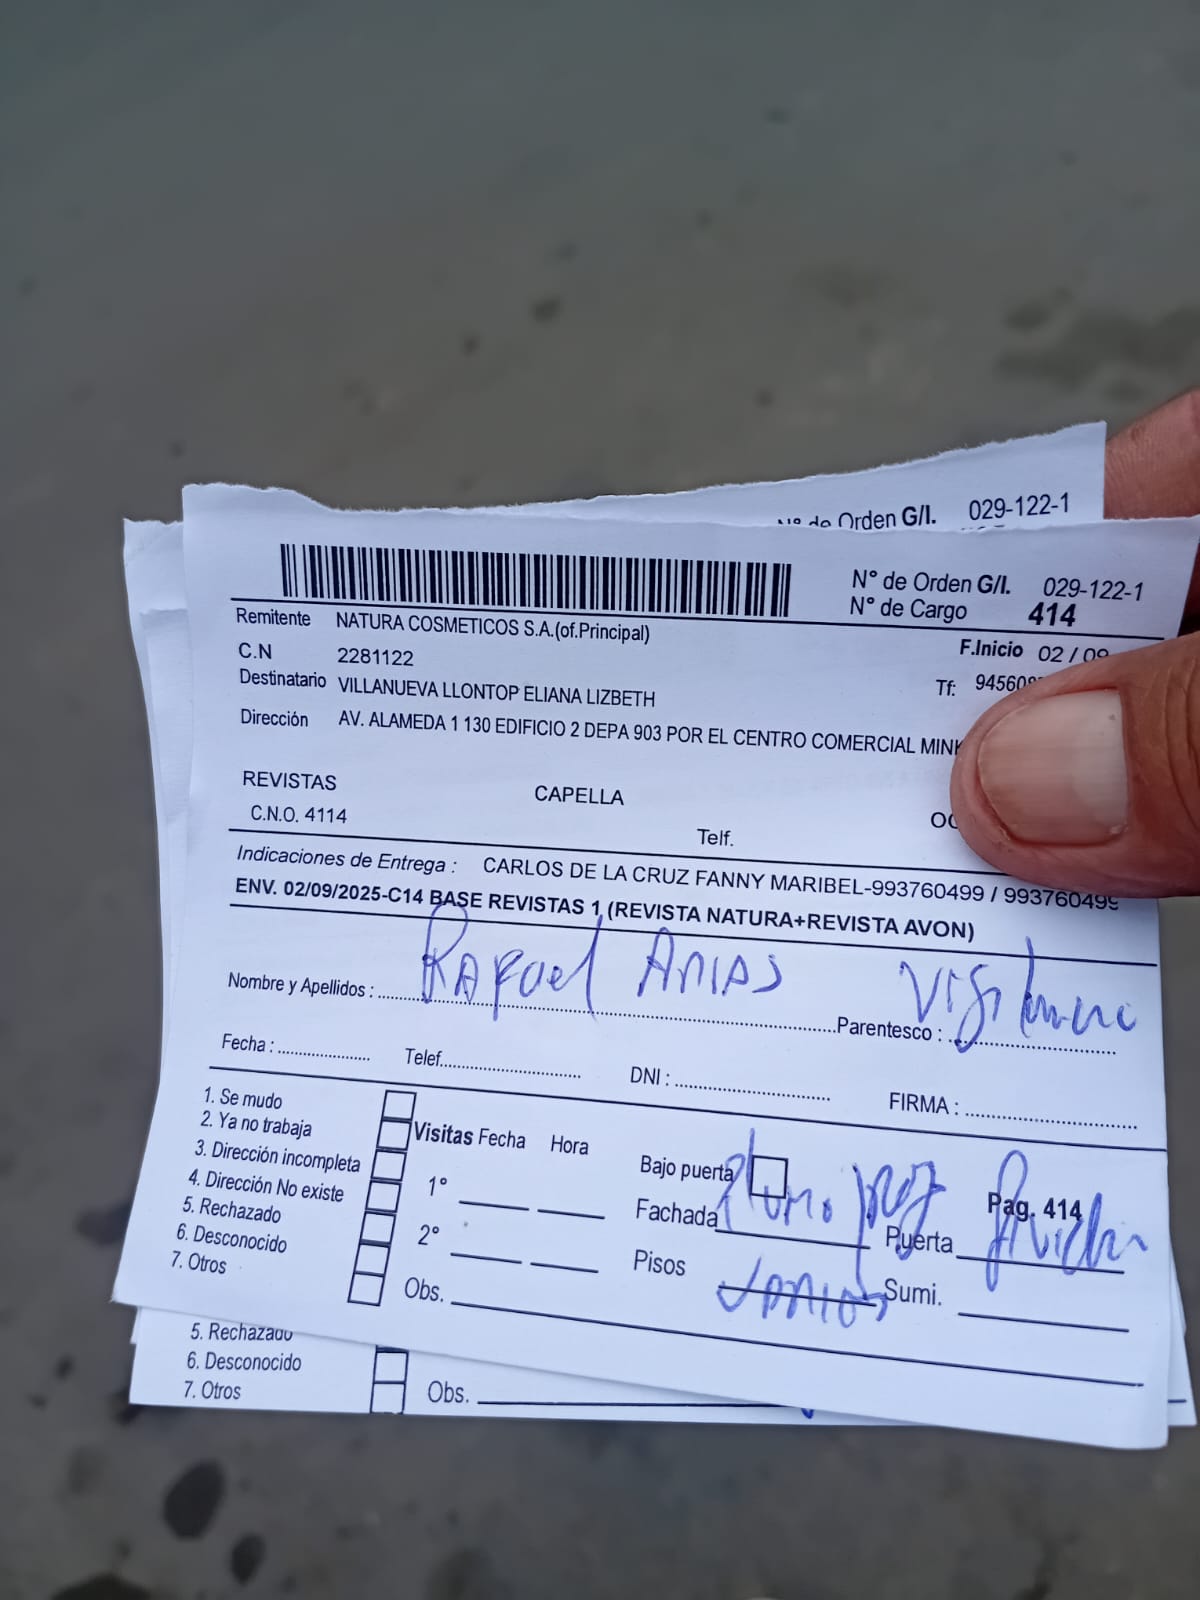 de Orden G/I. 029-122-1
N° de Orden G/I. 029-122-1
N° de Cargo 414
Remitente NATURA COSMETICOS S.A.(of.Principal)
F.Inicio 02 / 09
C.N 2281122
Destinatario VILLANUEVA LLONTOP ELIANA LIZBETH
Tf: 94560
Dirección AV. ALAMEDA 1 130 EDIFICIO 2 DEPA 903 POR EL CENTRO COMERCIAL MINK
REVISTAS CAPELLA OC
C.N.O. 4114 Telf.
Indicaciones de Entrega : CARLOS DE LA CRUZ FANNY MARIBEL-993760499 / 993760499
ENV. 02/09/2025-C14 BASE REVISTAS 1 (REVISTA NATURA+REVISTA AVON)
Nombre y Apellidos : Rafael Arias Parentesco :
Fecha : Telef. DNI : FIRMA :
1. Se mudo
2. Ya no trabaja
3. Dirección incompleta
4. Dirección No existe
5. Rechazado
6. Desconocido
7. Otros
Visitas Fecha Hora
1°
2°
Obs.
Bajo puerta Pag. 414
Fachada Puerta
Pisos Sumi.
5. Rechazado
6. Desconocido
7. Otros Obs.